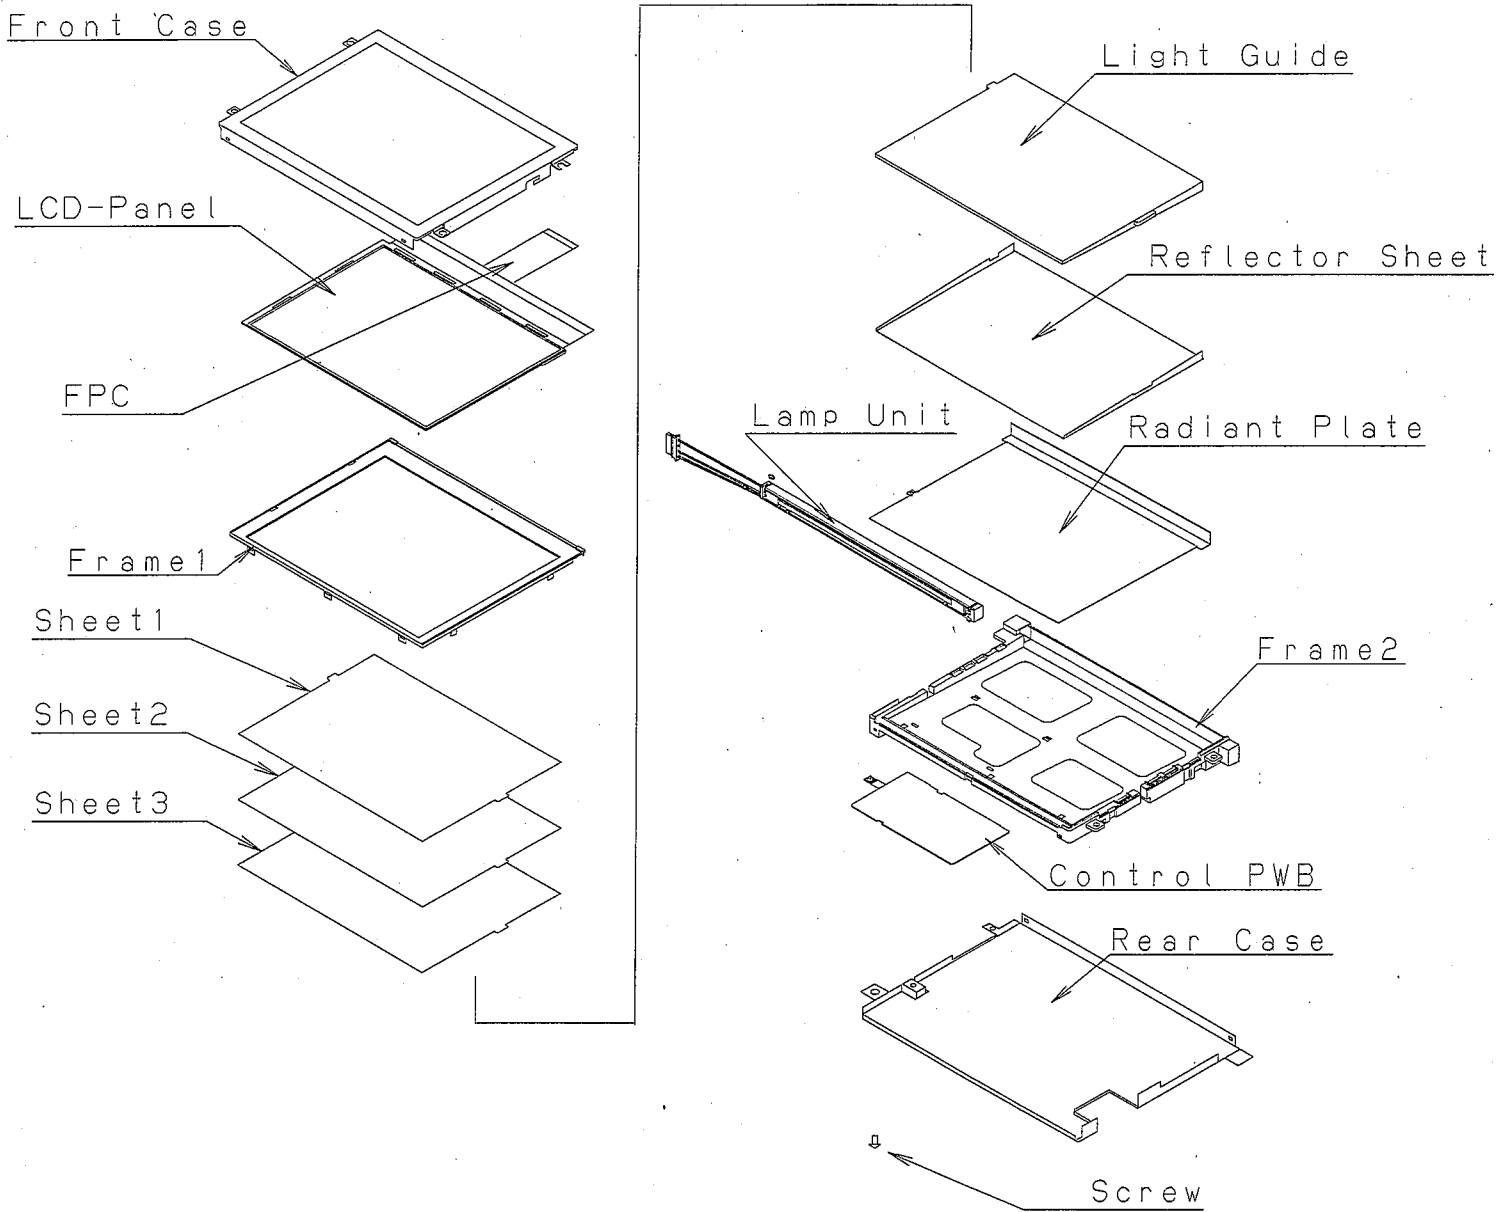 Front Case
LCD-Panel
FPC
Frame1
Sheet1
Sheet2
Sheet3
Light Guide
Reflector Sheet
Lamp Unit
Radiant Plate
Frame2
Control PWB
Rear Case
Screw